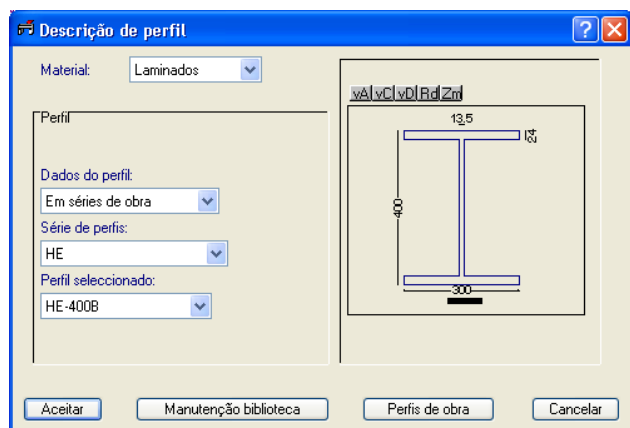 Descrição de perfil
Material: Laminados
vA vC vD Rd Zm
Perfil
13,5
24
400
300
Dados do perfil:
Em séries de obra
Série de perfis:
HE
Perfil seleccionado:
HE-400B
Aceitar Manutenção biblioteca Perfis de obra Cancelar